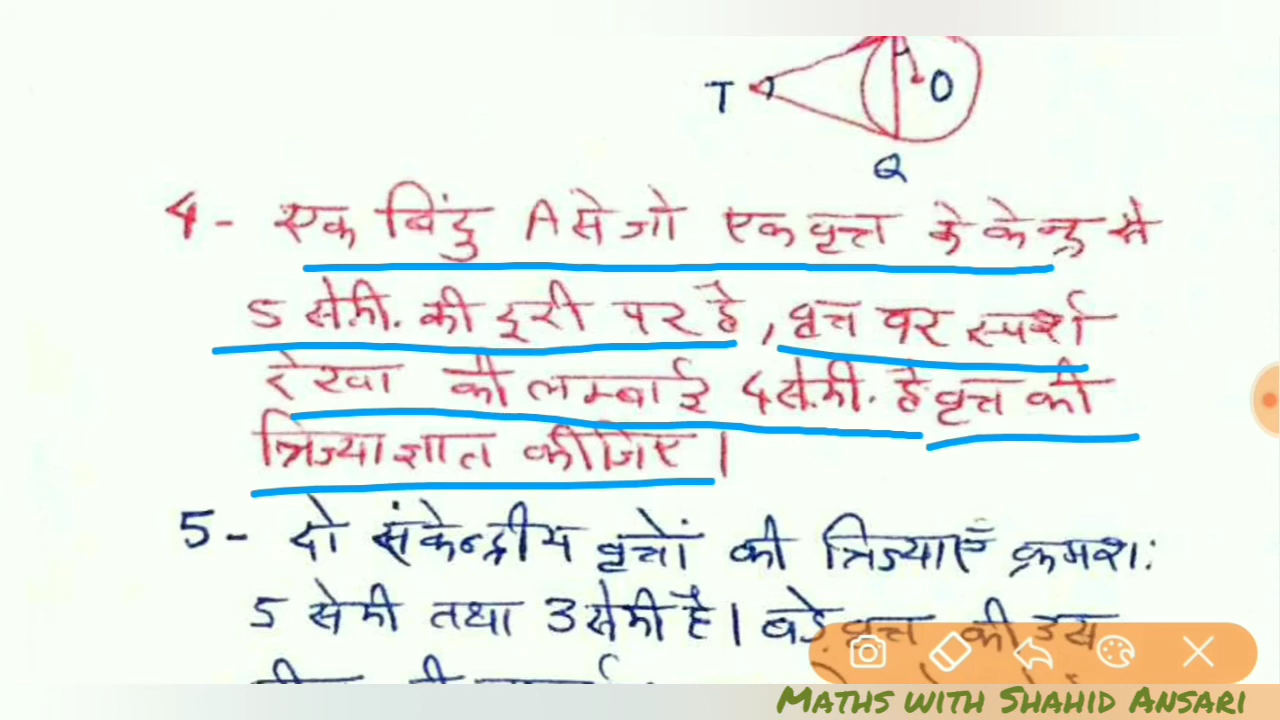 T
O
Q
4- एक बिंदु A से जो एक वृत्त के केन्द्र से
5 सेमी. की दूरी पर है, वृत्त पर स्पर्श
रेखा की लम्बाई 4 सेमी. है वृत्त की
त्रिज्या ज्ञात कीजिए।
5- दो संकेन्द्रीय वृत्तों की त्रिज्याएँ क्रमशः
5 सेमी तथा 3 सेमी है। बड़े वृत्त की उस
MATHS WITH SHAHID ANSARI